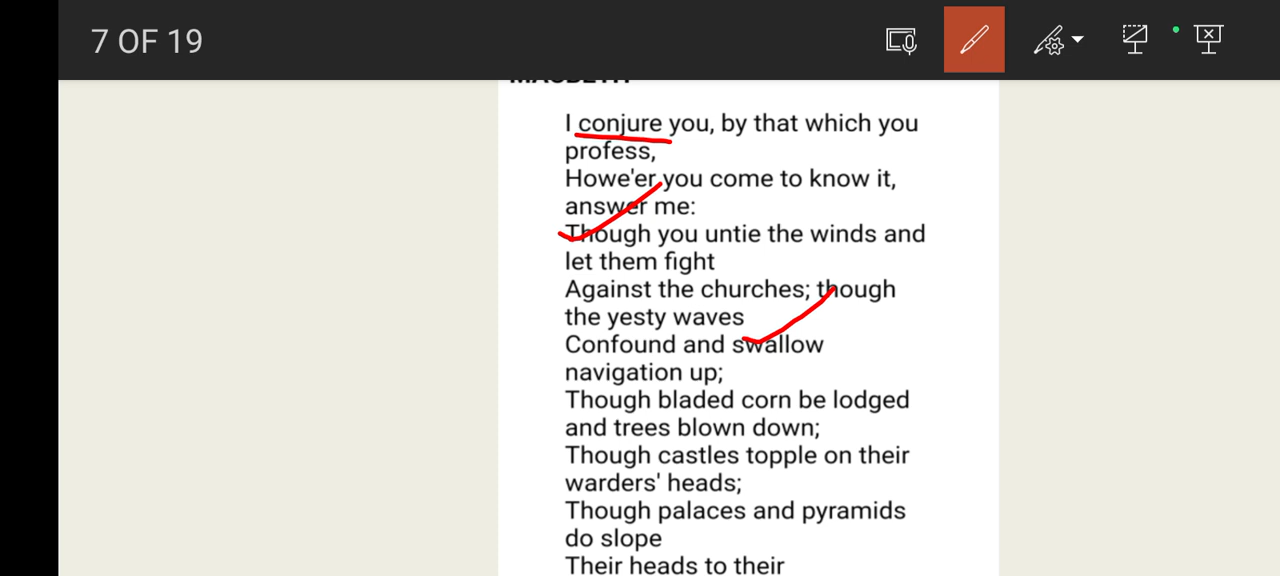 7 OF 19
MACBETH
I conjure you, by that which you
profess,
Howe'er you come to know it,
answer me:
Though you untie the winds and
let them fight
Against the churches; though
the yesty waves
Confound and swallow
navigation up;
Though bladed corn be lodged
and trees blown down;
Though castles topple on their
warders' heads;
Though palaces and pyramids
do slope
Their heads to their